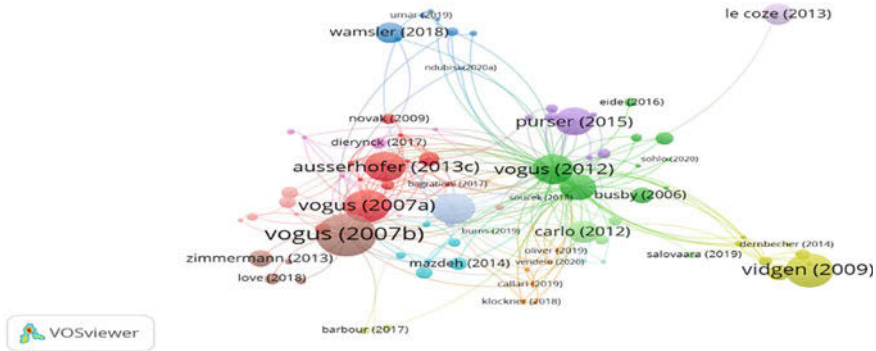 umar (2019)
le coze (2013)
wamsler (2018)
ndubisi (2020a)
eide (2016)
novak (2009)
purser (2015)
dierynck (2017)
sohlo (2020)
ausserhofer (2013c)
vogus (2012)
bagrationi (2017)
soucek (2018)
busby (2006)
vogus (2007a)
burns (2019)
carlo (2012)
vogus (2007b)
dernbecher (2014)
oliver (2019)
salovaara (2019)
zimmermann (2013)
mazdeh (2014)
vendelø (2020)
vidgen (2009)
love (2018)
callari (2019)
klockner (2018)
barbour (2017)
VOSviewer